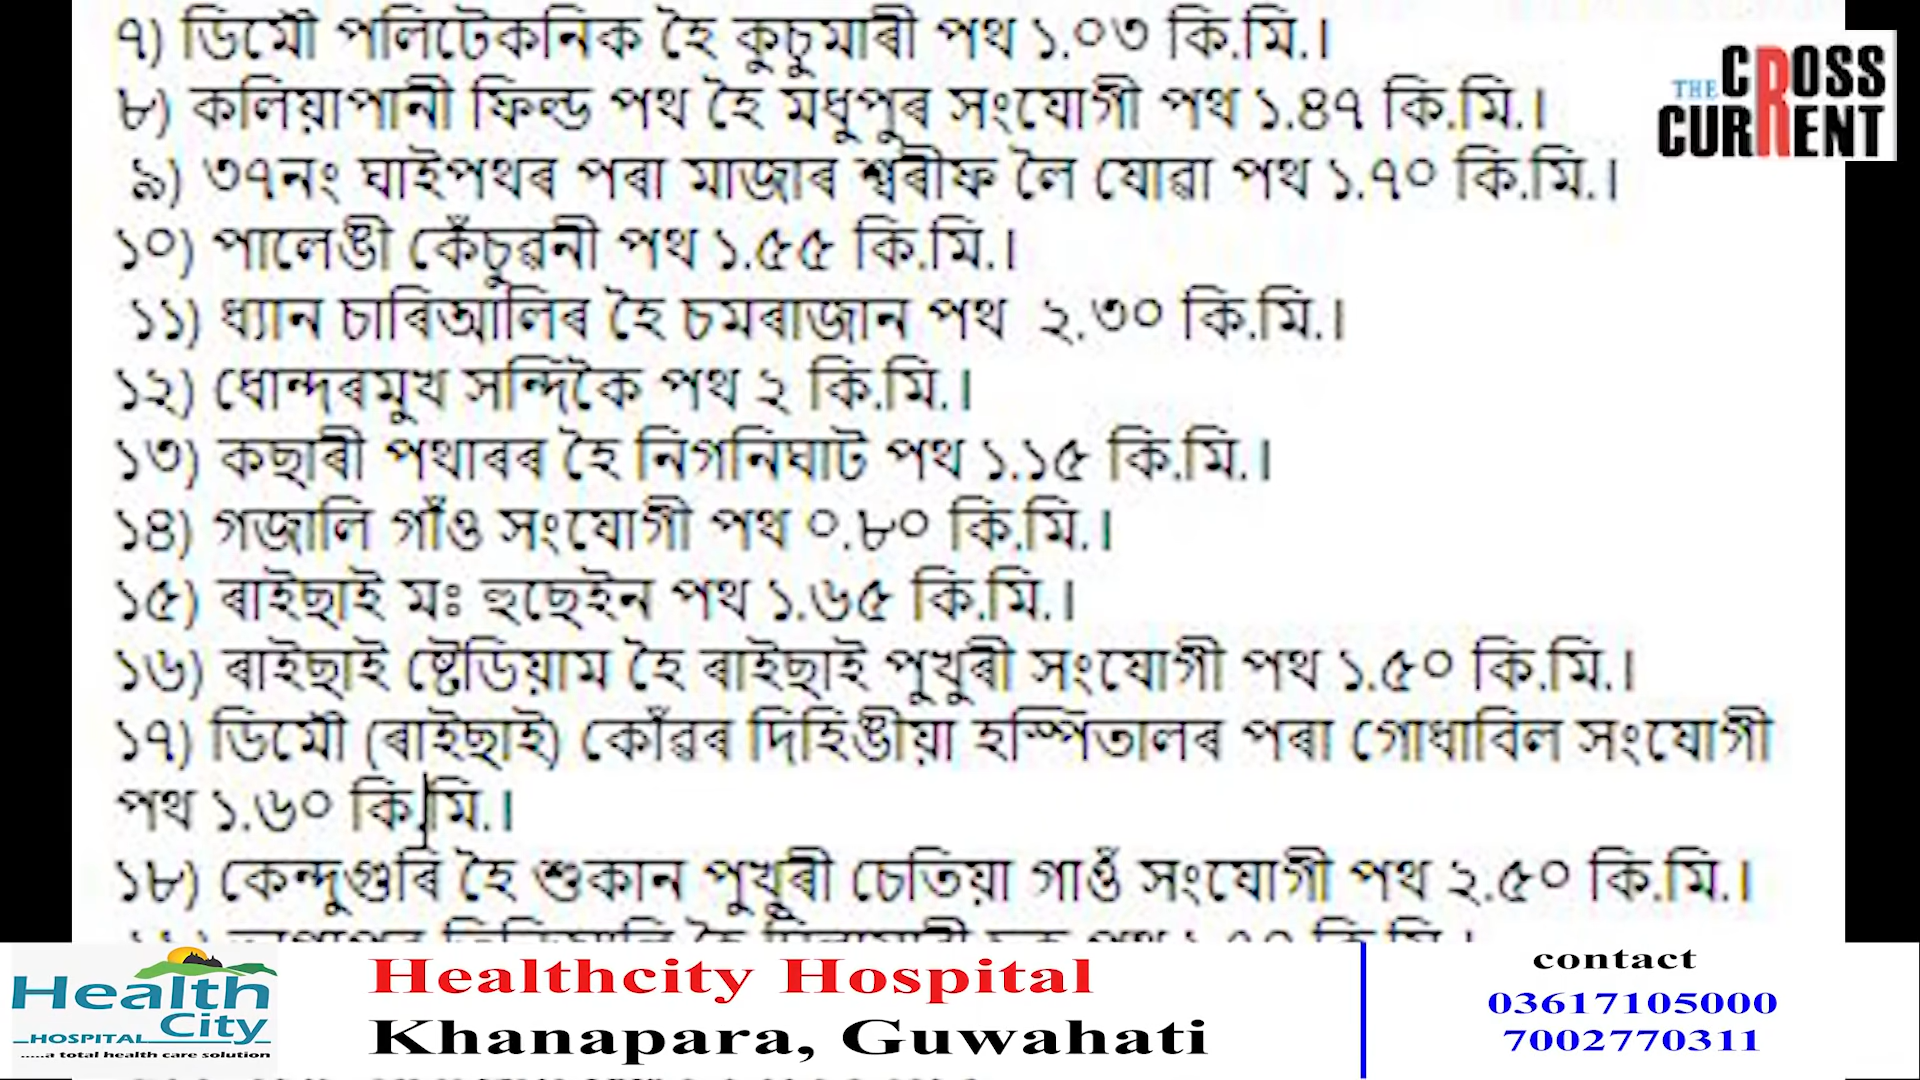 ৭) ডিমৌ পলিটেকনিক হৈ কুচুমাৰী পথ ১.০৩ কি.মি.।
৮) কলিয়াপানী ফিল্ড পথ হৈ মধুপুৰ সংযোগী পথ ১.৪৭ কি.মি.।
৯) ৩৭নং ঘাইপথৰ পৰা মাজাৰ শ্বৰীফ লৈ যোৱা পথ ১.৭০ কি.মি.।
১০) পালেঙী কেঁচুৱনী পথ ১.৫৫ কি.মি.।
১১) ধ্যান চাৰিআলিৰ হৈ চমৰাজান পথ ২.৩০ কি.মি.।
১২) ধোন্দৰমুখ সন্দিকৈ পথ ২ কি.মি.।
১৩) কছাৰী পথাৰৰ হৈ নিগনিঘাট পথ ১.১৫ কি.মি.।
১৪) গজালি গাঁও সংযোগী পথ ০.৮০ কি.মি.।
১৫) ৰাইছাই মঃ হুছেইন পথ ১.৬৫ কি.মি.।
১৬) ৰাইছাই ষ্টেডিয়াম হৈ ৰাইছাই পুখুৰী সংযোগী পথ ১.৫০ কি.মি.।
১৭) ডিমৌ (ৰাইছাই) কোঁৱৰ দিহিঙীয়া হস্পিতালৰ পৰা গোধাবিল সংযোগী
পথ ১.৬০ কি.মি.।
১৮) কেন্দুগুৰি হৈ শুকান পুখুৰী চেতিয়া গাওঁ সংযোগী পথ ২.৫০ কি.মি.।
THE CROSS
CURRENT
Health
City
HOSPITAL
.....a total health care solution
Healthcity Hospital
Khanapara, Guwahati
contact
03617105000
7002770311